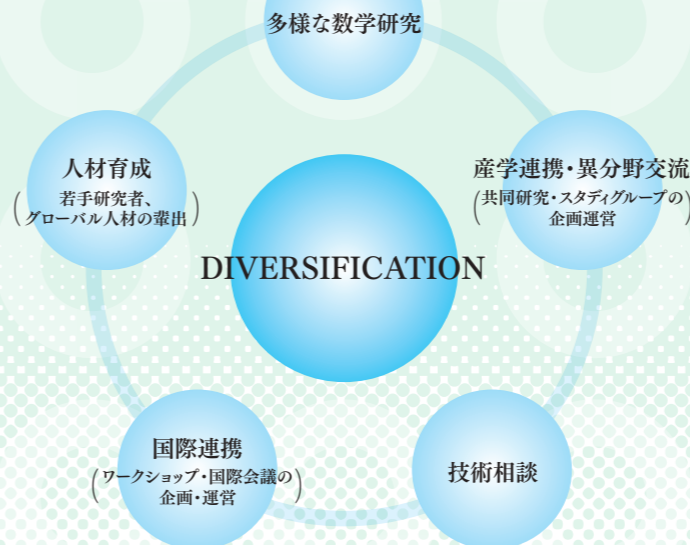 多様な数学研究
人材育成
(若手研究者、
グローバル人材の輩出)
産学連携・異分野交流
(共同研究・スタディグループの
企画運営)
DIVERSIFICATION
国際連携
(ワークショップ・国際会議の
企画・運営)
技術相談